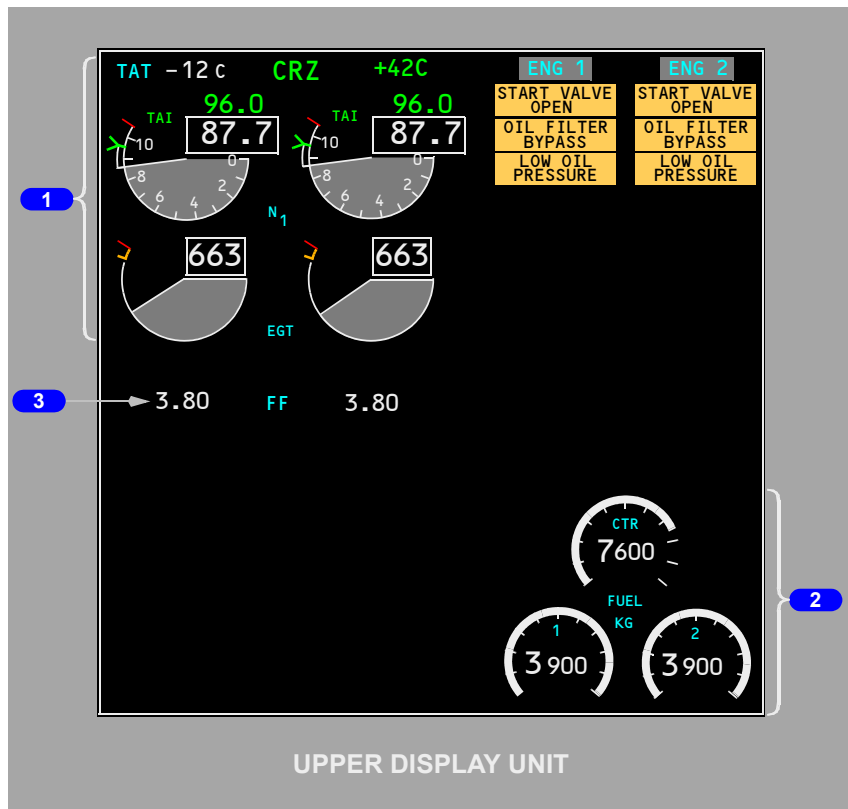 TAT -12 C CRZ +42C ENG 1 ENG 2
START VALVE OPEN START VALVE OPEN
96.0 96.0
TAI TAI
87.7 87.7
OIL FILTER BYPASS OIL FILTER BYPASS
10 10
LOW OIL PRESSURE LOW OIL PRESSURE
0 0
8 8
2 2
6 6
4 4
1
N1
663 663
EGT
3
3.80 FF 3.80
CTR
7600
FUEL
KG
2
1 2
3900 3900
UPPER DISPLAY UNIT